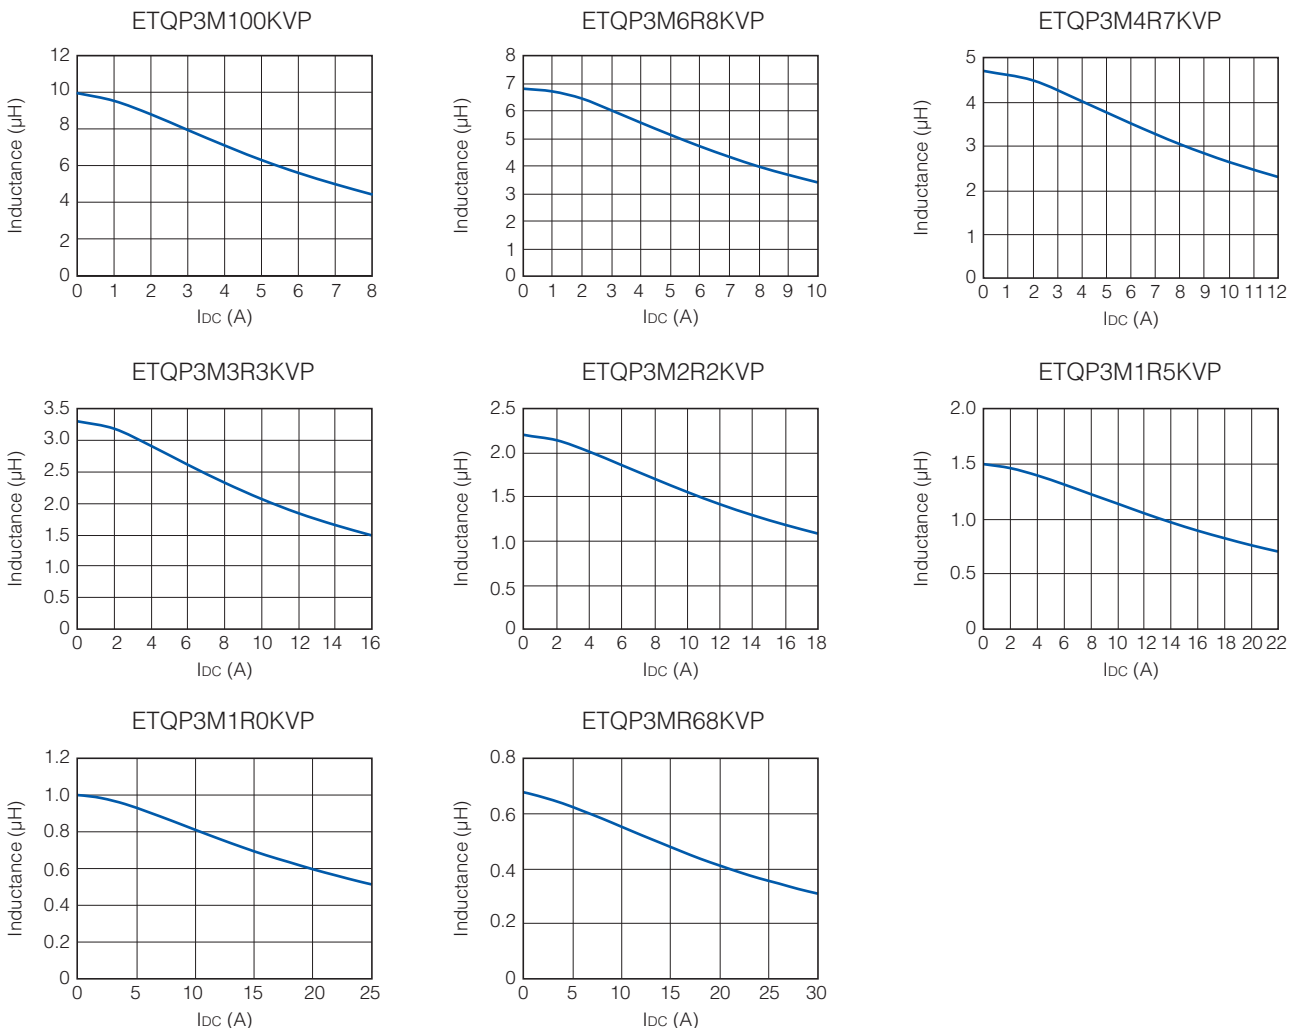 ETQP3M100KVP
12
10
8
6
4
2
0
Inductance (µH)
0 1 2 3 4 5 6 7 8
IDC (A)
ETQP3M6R8KVP
8
7
6
5
4
3
2
1
0
Inductance (µH)
0 1 2 3 4 5 6 7 8 9 10
IDC (A)
ETQP3M4R7KVP
5
4
3
2
1
0
Inductance (µH)
0 1 2 3 4 5 6 7 8 9 10 11 12
IDC (A)
ETQP3M3R3KVP
3.5
3.0
2.5
2.0
1.5
1.0
0.5
0
Inductance (µH)
0 2 4 6 8 10 12 14 16
IDC (A)
ETQP3M2R2KVP
2.5
2.0
1.5
1.0
0.5
0
Inductance (µH)
0 2 4 6 8 10 12 14 16 18
IDC (A)
ETQP3M1R5KVP
2.0
1.5
1.0
0.5
0
Inductance (µH)
0 2 4 6 8 10 12 14 16 18 20 22
IDC (A)
ETQP3M1R0KVP
1.2
1.0
0.8
0.6
0.4
0.2
0
Inductance (µH)
0 5 10 15 20 25
IDC (A)
ETQP3MR68KVP
0.8
0.6
0.4
0.2
0
Inductance (µH)
0 5 10 15 20 25 30
IDC (A)